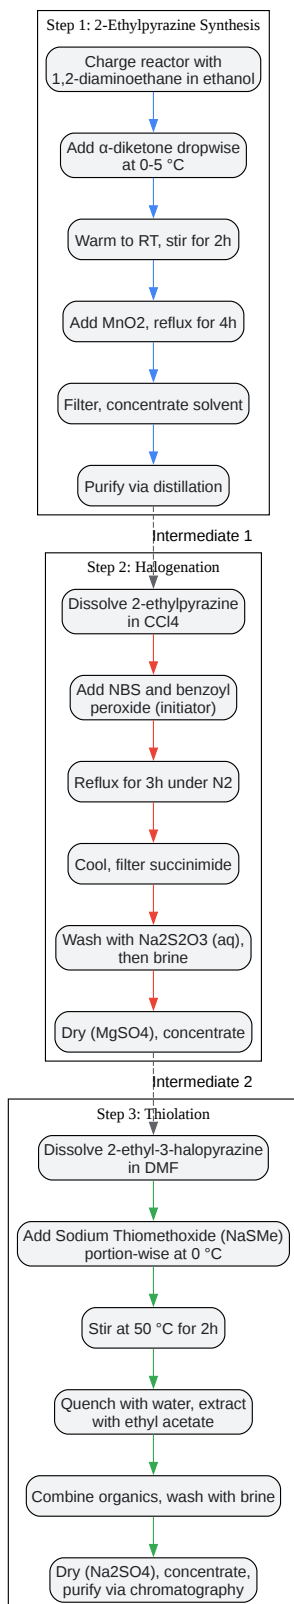 Step 1: 2-Ethylpyrazine Synthesis
Charge reactor with
1,2-diaminoethane in ethanol
Add α-diketone dropwise
at 0-5 °C
Warm to RT, stir for 2h
Add MnO2, reflux for 4h
Filter, concentrate solvent
Purify via distillation
Intermediate 1
Step 2: Halogenation
Dissolve 2-ethylpyrazine
in CCl4
Add NBS and benzoyl
peroxide (initiator)
Reflux for 3h under N2
Cool, filter succinimide
Wash with Na2S2O3 (aq),
then brine
Dry (MgSO4), concentrate
Intermediate 2
Step 3: Thiolation
Dissolve 2-ethyl-3-halopyrazine
in DMF
Add Sodium Thiomethoxide (NaSMe)
portion-wise at 0 °C
Stir at 50 °C for 2h
Quench with water, extract
with ethyl acetate
Combine organics, wash with brine
Dry (Na2SO4), concentrate,
purify via chromatography